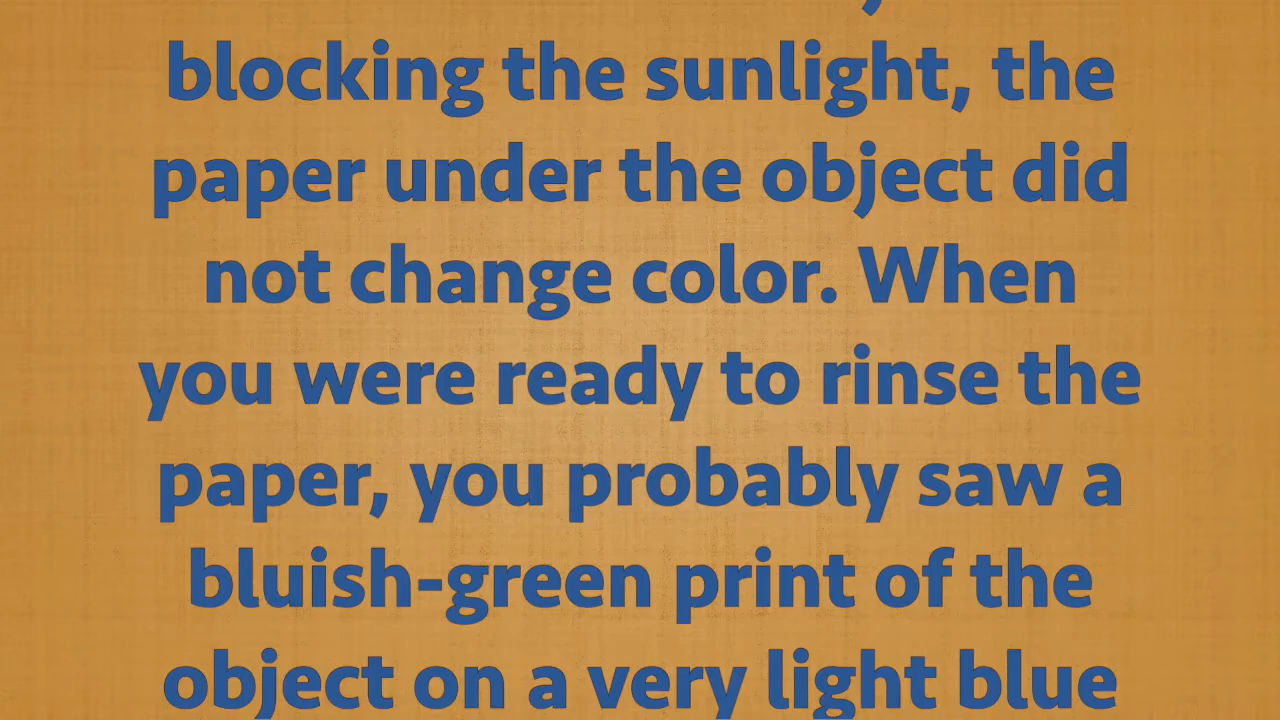 blocking the sunlight, the
paper under the object did
not change color. When
you were ready to rinse the
paper, you probably saw a
bluish-green print of the
object on a very light blue